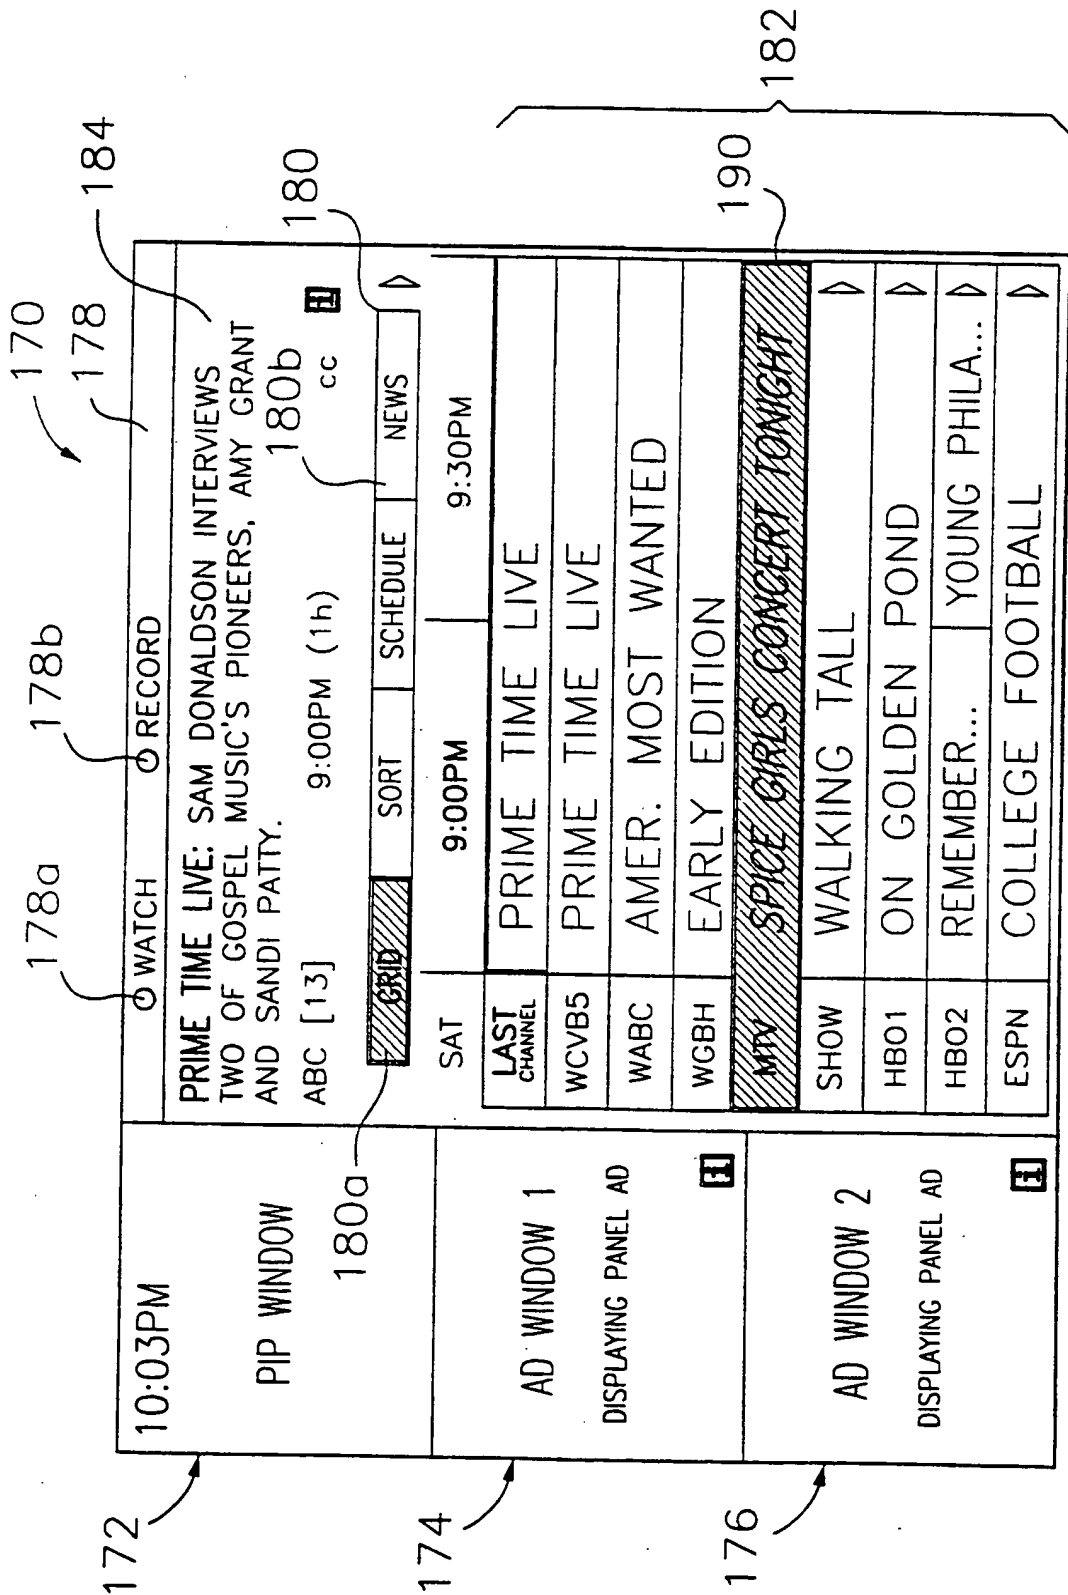 170
178a
178b
178
184
○ WATCH
○ RECORD
10:03PM
PIP WINDOW
172
PRIME TIME LIVE: SAM DONALDSON INTERVIEWS
TWO OF GOSPEL MUSIC'S PIONEERS, AMY GRANT
AND SANDI PATTY.
ABC [13]
9:00PM (1h)
cc
i
180b
180
180a
GRID
SORT
SCHEDULE
NEWS
174
AD WINDOW 1
DISPLAYING PANEL AD
i
176
AD WINDOW 2
DISPLAYING PANEL AD
i
SAT
9:00PM
9:30PM
LAST
CHANNEL
PRIME TIME LIVE
WCVB5
PRIME TIME LIVE
WABC
AMER. MOST WANTED
WGBH
EARLY EDITION
MTV
SPICE GIRLS CONCERT TONIGHT
190
SHOW
WALKING TALL
HBO1
ON GOLDEN POND
HBO2
REMEMBER...
YOUNG PHILA...
ESPN
COLLEGE FOOTBALL
182